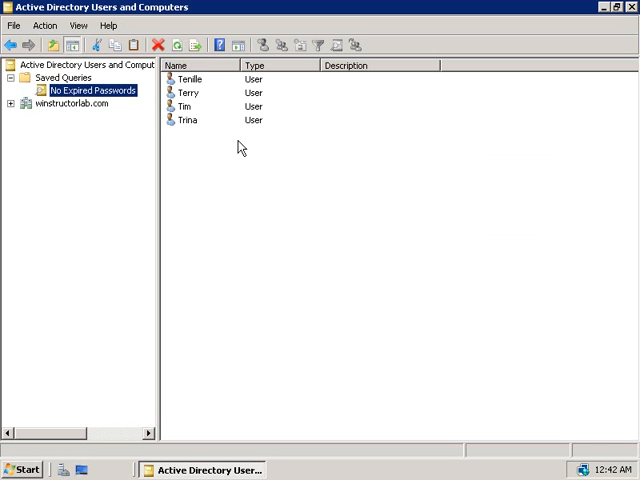 Active Directory Users and Computers
File Action View Help
Active Directory Users and Comput
Saved Queries
No Expired Passwords
winstructorlab.com
Name Type Description
Tenille User
Terry User
Tim User
Trina User
Start Active Directory User... 12:42 AM